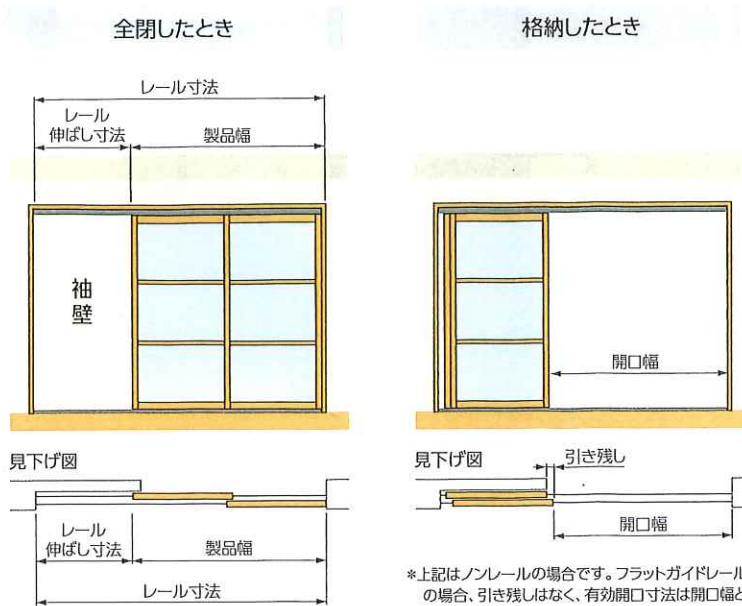 全閉したとき
レール寸法
レール
伸ばし寸法
製品幅
袖
壁
見下げ図
レール
伸ばし寸法
製品幅
レール寸法
格納したとき
開口幅
見下げ図
引き残し
開口幅
*上記はノンレールの場合です。フラットガイドレール
の場合、引き残しはなく、有効開口寸法は開口幅と